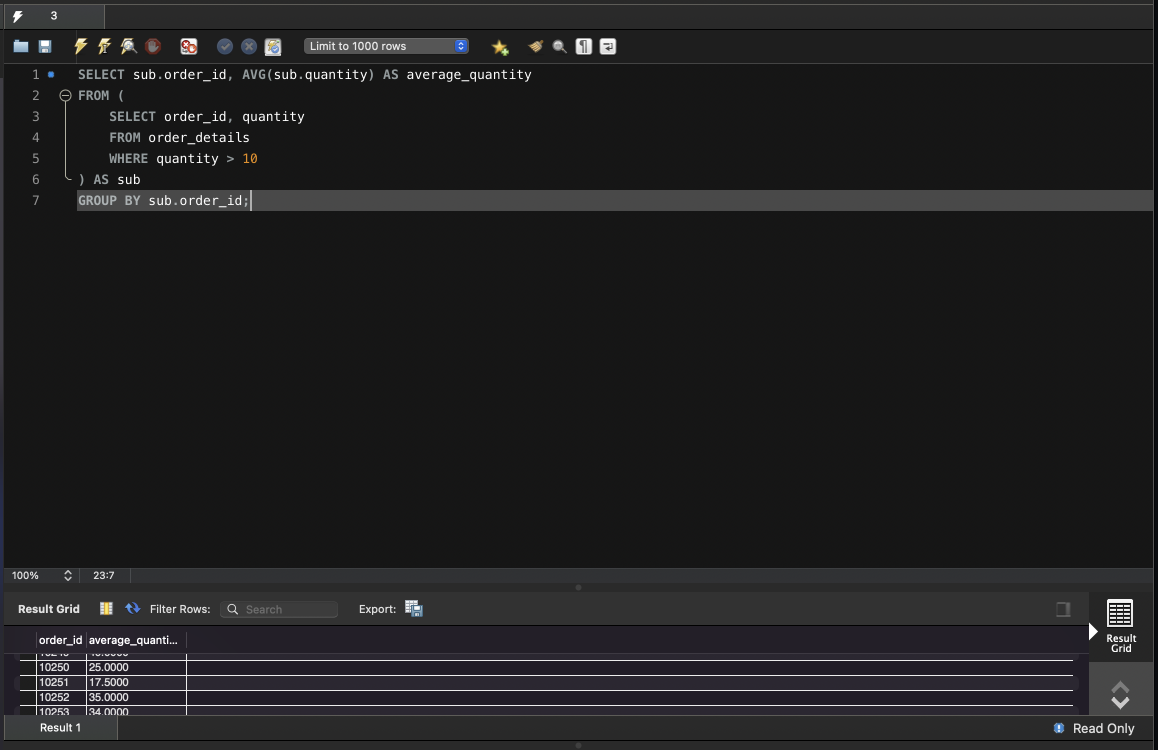 3
Limit to 1000 rows
1 SELECT sub.order_id, AVG(sub.quantity) AS average_quantity
2 FROM (
3 SELECT order_id, quantity
4 FROM order_details
5 WHERE quantity > 10
6 ) AS sub
7 GROUP BY sub.order_id;
100% 23:7
Result Grid Filter Rows: Search Export:
Result
Grid
order_id average_quanti...
10250 25.0000
10251 17.5000
10252 35.0000
10253 34.0000
Result 1 Read Only